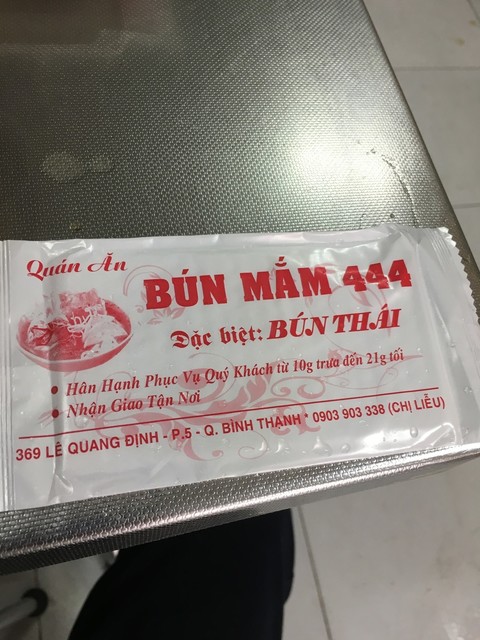 Quán Ăn
BÚN MẮM 444
Đặc biệt: BÚN THÁI
• Hân Hạnh Phục Vụ Quý Khách từ 10g trưa đến 21g tối
• Nhận Giao Tận Nơi
369 LÊ QUANG ĐỊNH - P.5 - Q. BÌNH THẠNH * 0903 903 338 (CHỊ LIỄU)